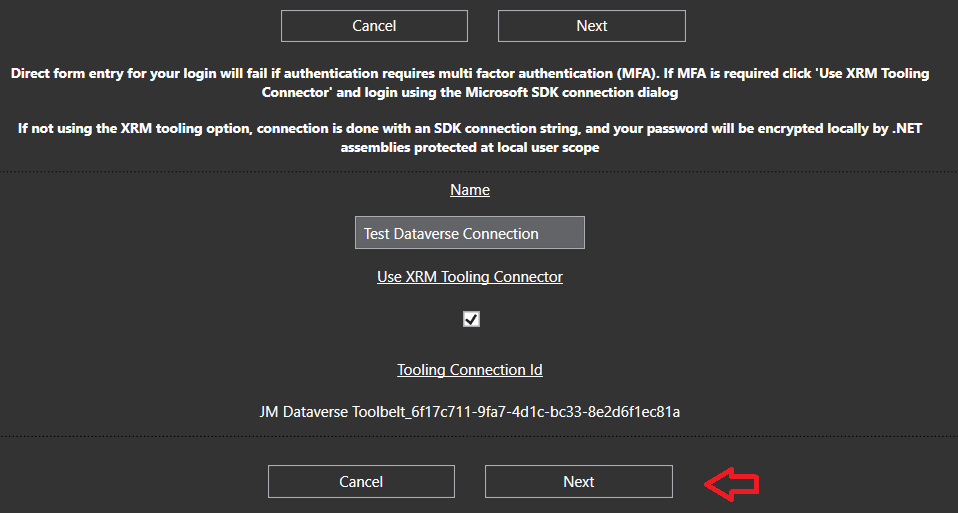 Cancel Next
Direct form entry for your login will fail if authentication requires multi factor authentication (MFA). If MFA is required click 'Use XRM Tooling
Connector' and login using the Microsoft SDK connection dialog
If not using the XRM tooling option, connection is done with an SDK connection string, and your password will be encrypted locally by .NET
assemblies protected at local user scope
Name
Test Dataverse Connection
Use XRM Tooling Connector
Tooling Connection Id
JM Dataverse Toolbelt_6f17c711-9fa7-4d1c-bc33-8e2d6f1ec81a
Cancel Next